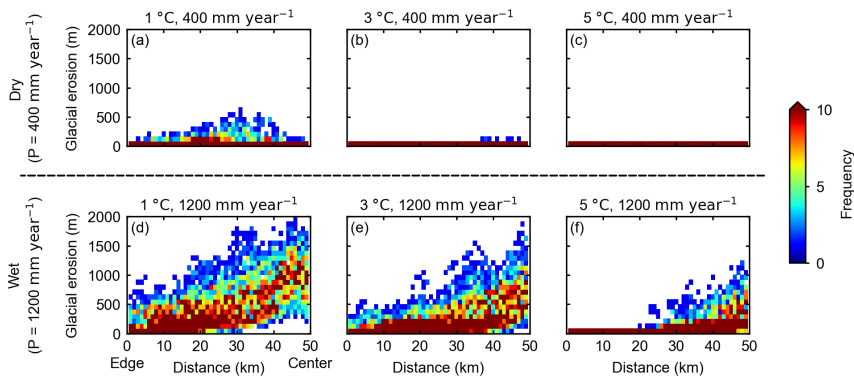 1 °C, 400 mm year⁻¹ 3 °C, 400 mm year⁻¹ 5 °C, 400 mm year⁻¹
Dry
(P = 400 mm year⁻¹)
Glacial erosion (m)
2000
1500
1000
500
0
(a) (b) (c)
10
5
0
Frequency
1 °C, 1200 mm year⁻¹ 3 °C, 1200 mm year⁻¹ 5 °C, 1200 mm year⁻¹
Wet
(P = 1200 mm year⁻¹)
Glacial erosion (m)
2000
1500
1000
500
0
(d) (e) (f)
0 10 20 30 40 50 0 10 20 30 40 50 0 10 20 30 40 50
Edge Center
Distance (km) Distance (km) Distance (km)